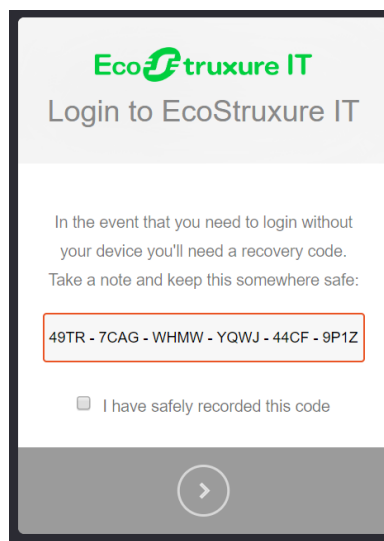 EcoStruxure IT
Login to EcoStruxure IT
In the event that you need to login without
your device you'll need a recovery code.
Take a note and keep this somewhere safe:
49TR - 7CAG - WHMW - YQWJ - 44CF - 9P1Z
I have safely recorded this code